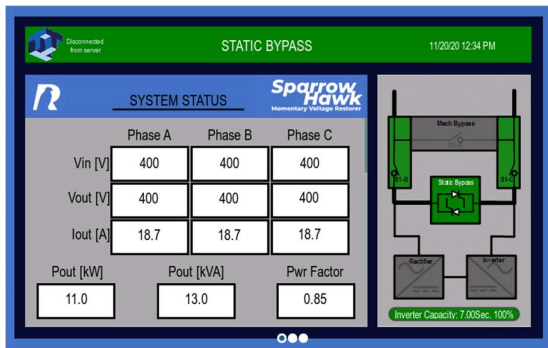 Disconnected
from server
STATIC BYPASS
11/20/20 12:34 PM
R
SYSTEM STATUS
Sparrow
Hawk
Momentary Voltage Restorer
Phase A Phase B Phase C
Vin [V] 400 400 400
Vout [V] 400 400 400
Iout [A] 18.7 18.7 18.7
Pout [kW] Pout [kVA] Pwr Factor
11.0 13.0 0.85
Mech Bypass
S1-B
S1-C
Static Bypass
Rectifier
Inverter
Inverter Capacity: 7.00Sec, 100%